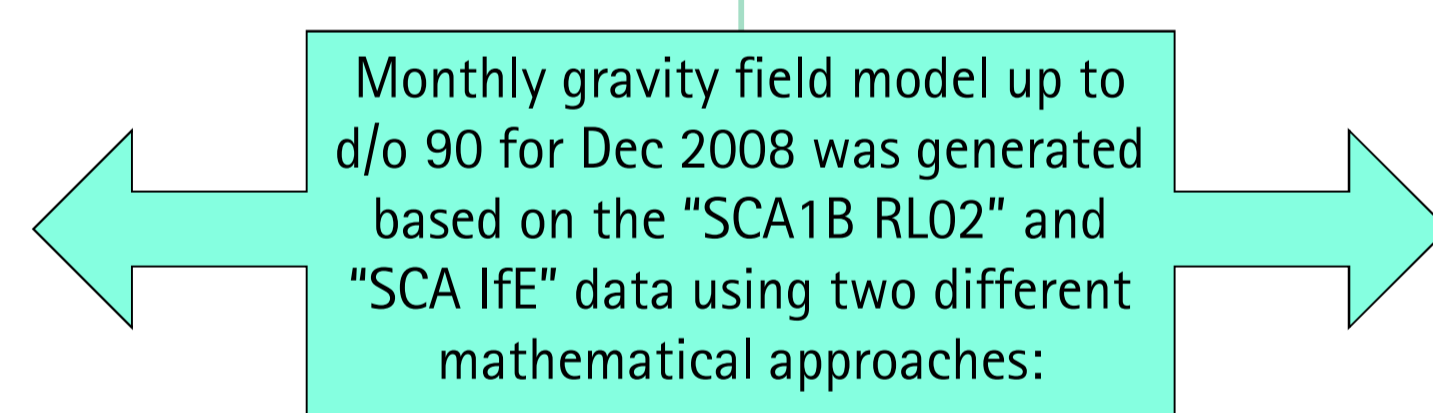 Monthly gravity field model up to
d/o 90 for Dec 2008 was generated
based on the “SCA1B RL02” and
“SCA IfE” data using two different
mathematical approaches: